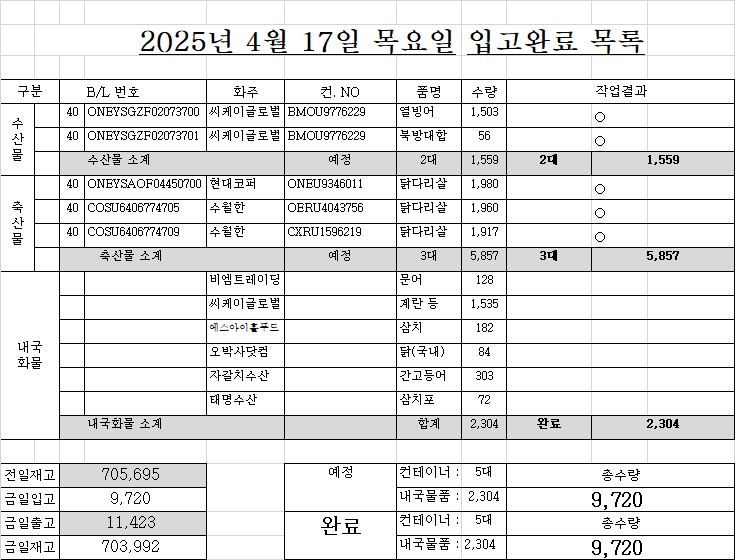 2025년 4월 17일 목요일 입고완료 목록
구분 B/L 번호 화주 컨. NO 품명 수량 작업결과
수산물 40 ONEYSGZF02073700 씨케이글로벌 BMOU9776229 열빙어 1,503 ○
40 ONEYSGZF02073701 씨케이글로벌 BMOU9776229 북방대합 56 ○
수산물 소계 예정 2대 1,559 2대 1,559
축산물 40 ONEYSAOF04450700 현대코퍼 ONEU9346011 닭다리살 1,980 ○
40 COSU6406774705 수월한 OERU4043756 닭다리살 1,960 ○
40 COSU6406774709 수월한 CXRU1596219 닭다리살 1,917 ○
축산물 소계 예정 3대 5,857 3대 5,857
내국화물 비엠트레이딩 문어 128
씨케이글로벌 계란 등 1,535
에스아이홀푸드 삼치 182
오박사닷컴 닭(국내) 84
자갈치수산 간고등어 303
태명수산 삼치포 72
내국화물 소계 합계 2,304 완료 2,304
전일재고 705,695 예정 컨테이너 : 5대 총수량
금일입고 9,720 내국물품 : 2,304 9,720
금일출고 11,423 완료 컨테이너 : 5대 총수량
금일재고 703,992 내국물품 : 2,304 9,720